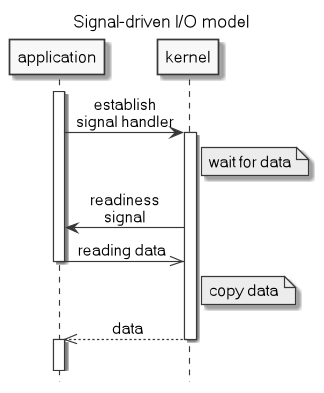 Signal-driven I/O model
application
kernel
establish
signal handler
wait for data
readiness
signal
reading data
copy data
data